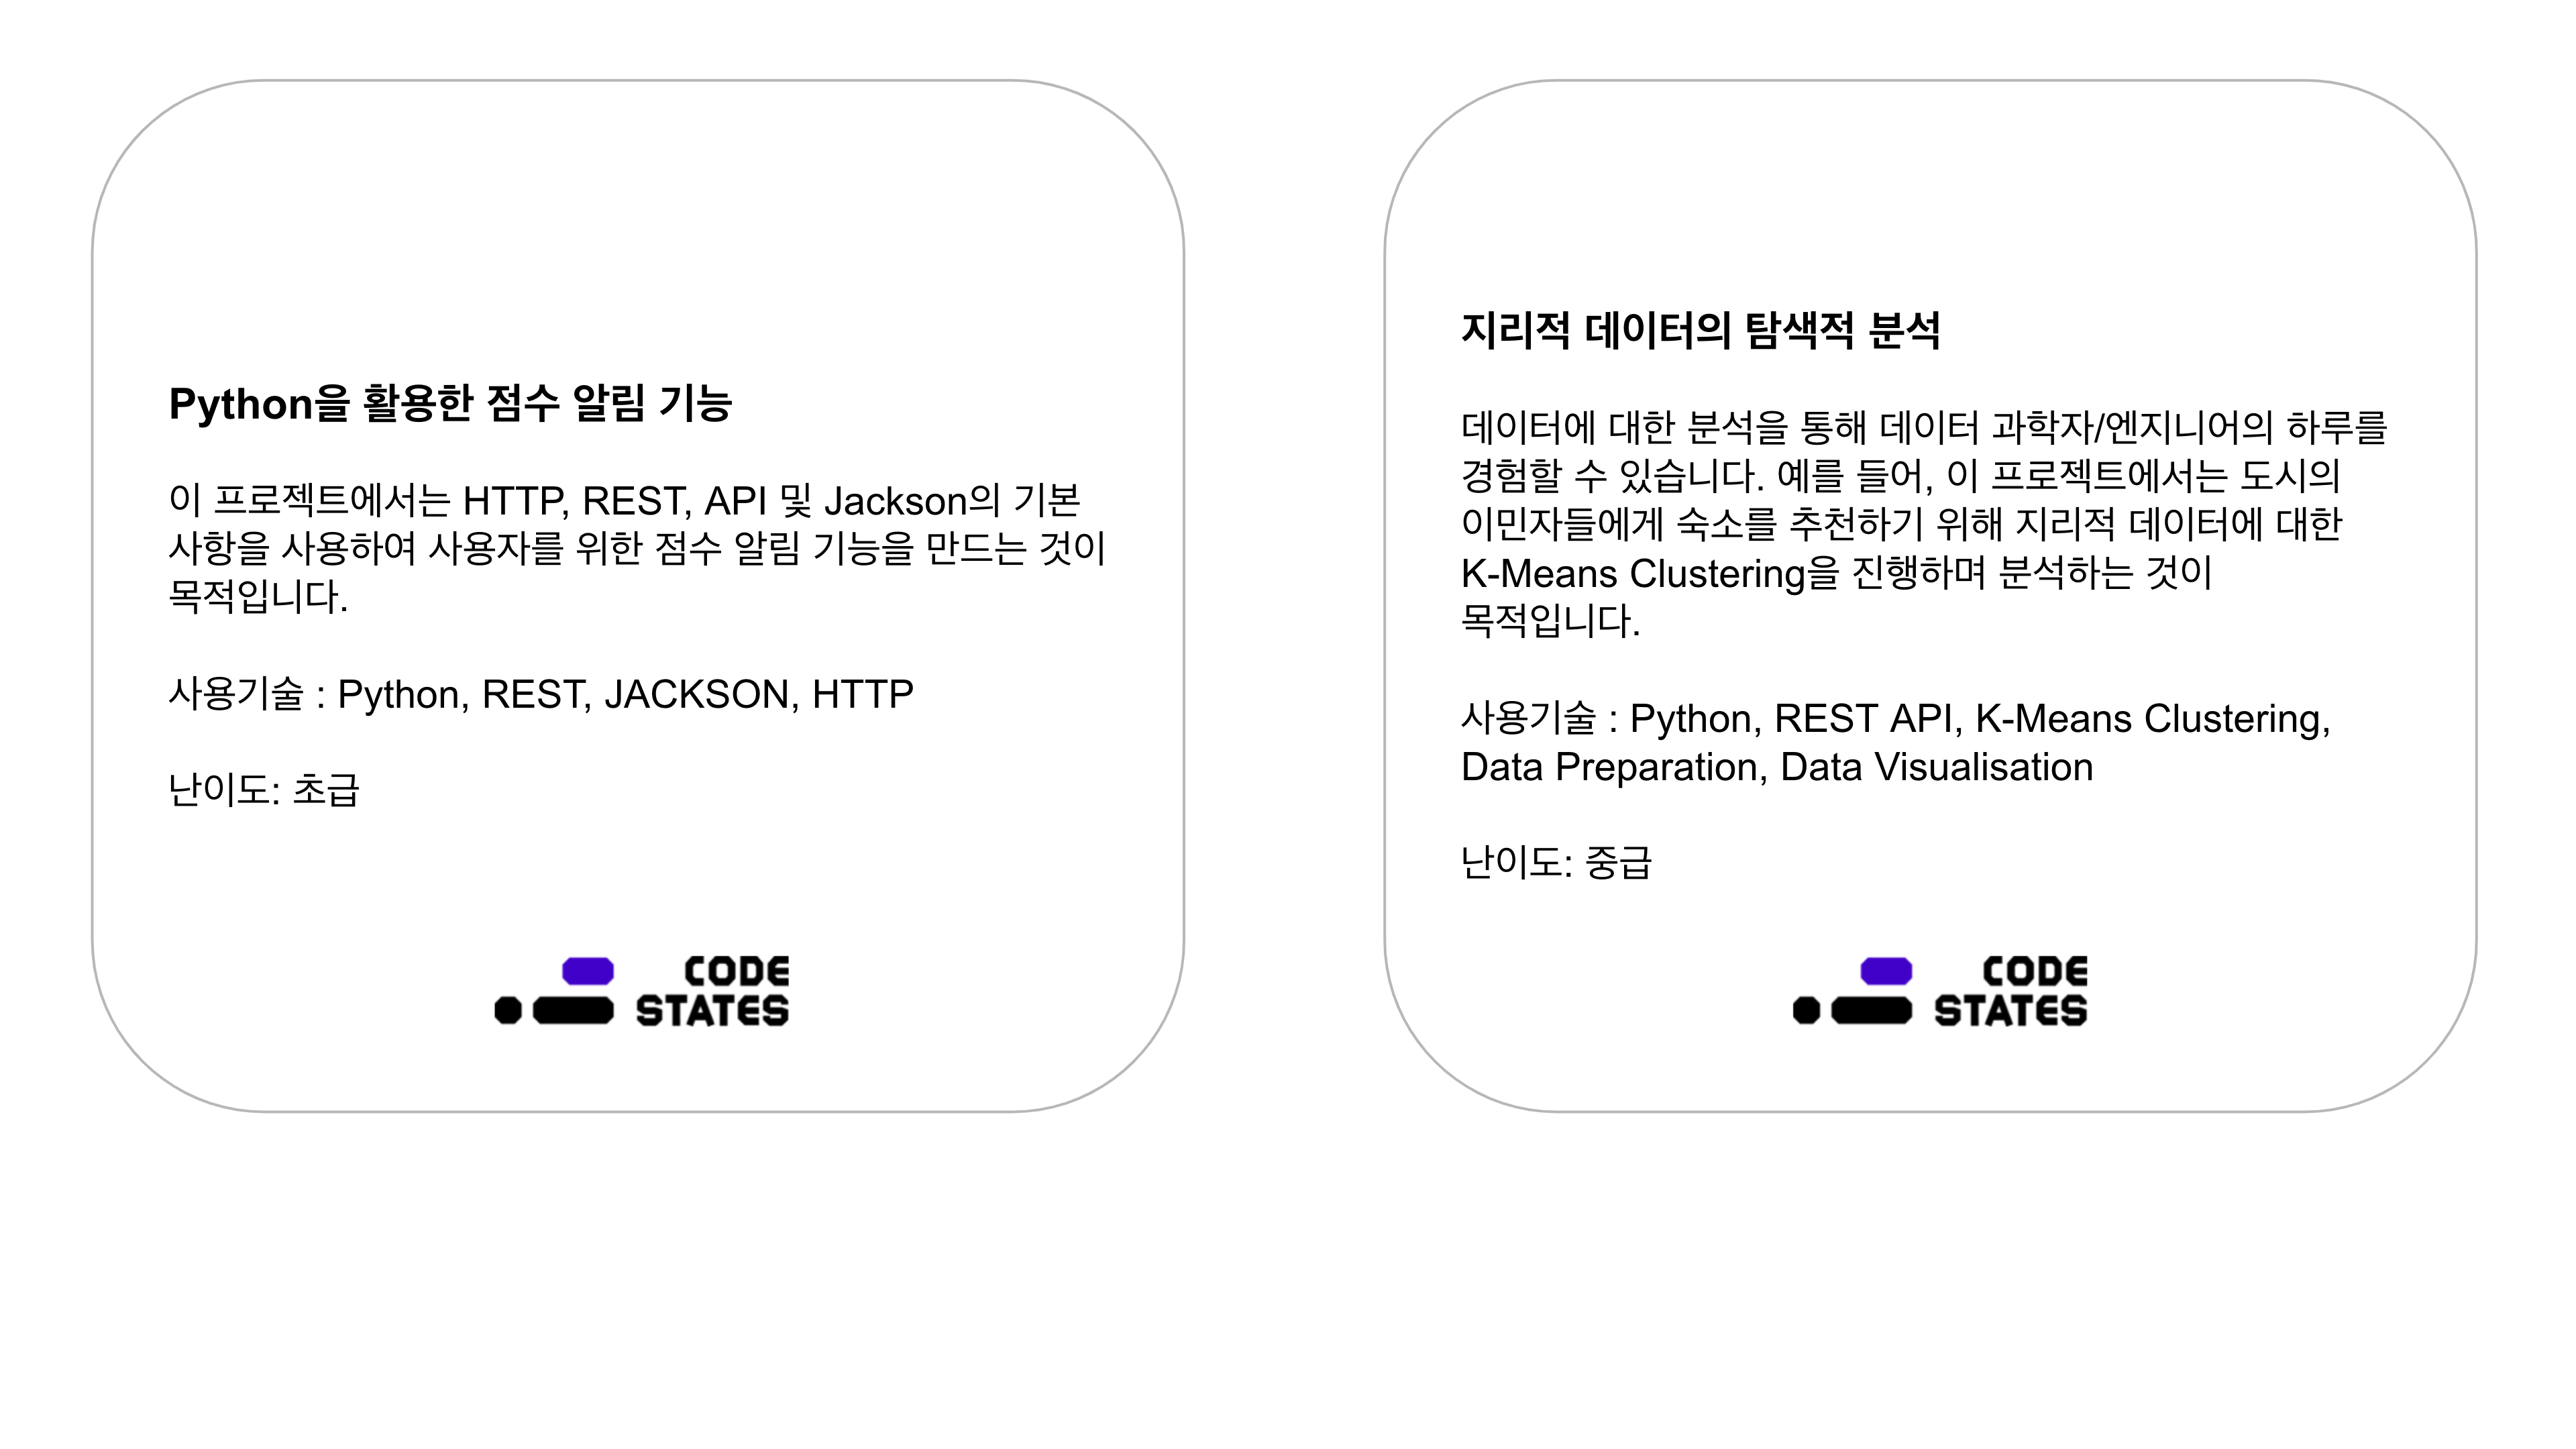 Python을 활용한 점수 알림 기능
이 프로젝트에서는 HTTP, REST, API 및 Jackson의 기본
사항을 사용하여 사용자를 위한 점수 알림 기능을 만드는 것이
목적입니다.
사용기술 : Python, REST, JACKSON, HTTP
난이도: 초급
CODE
STATES
지리적 데이터의 탐색적 분석
데이터에 대한 분석을 통해 데이터 과학자/엔지니어의 하루를
경험할 수 있습니다. 예를 들어, 이 프로젝트에서는 도시의
이민자들에게 숙소를 추천하기 위해 지리적 데이터에 대한
K-Means Clustering을 진행하며 분석하는 것이
목적입니다.
사용기술 : Python, REST API, K-Means Clustering,
Data Preparation, Data Visualisation
난이도: 중급
CODE
STATES